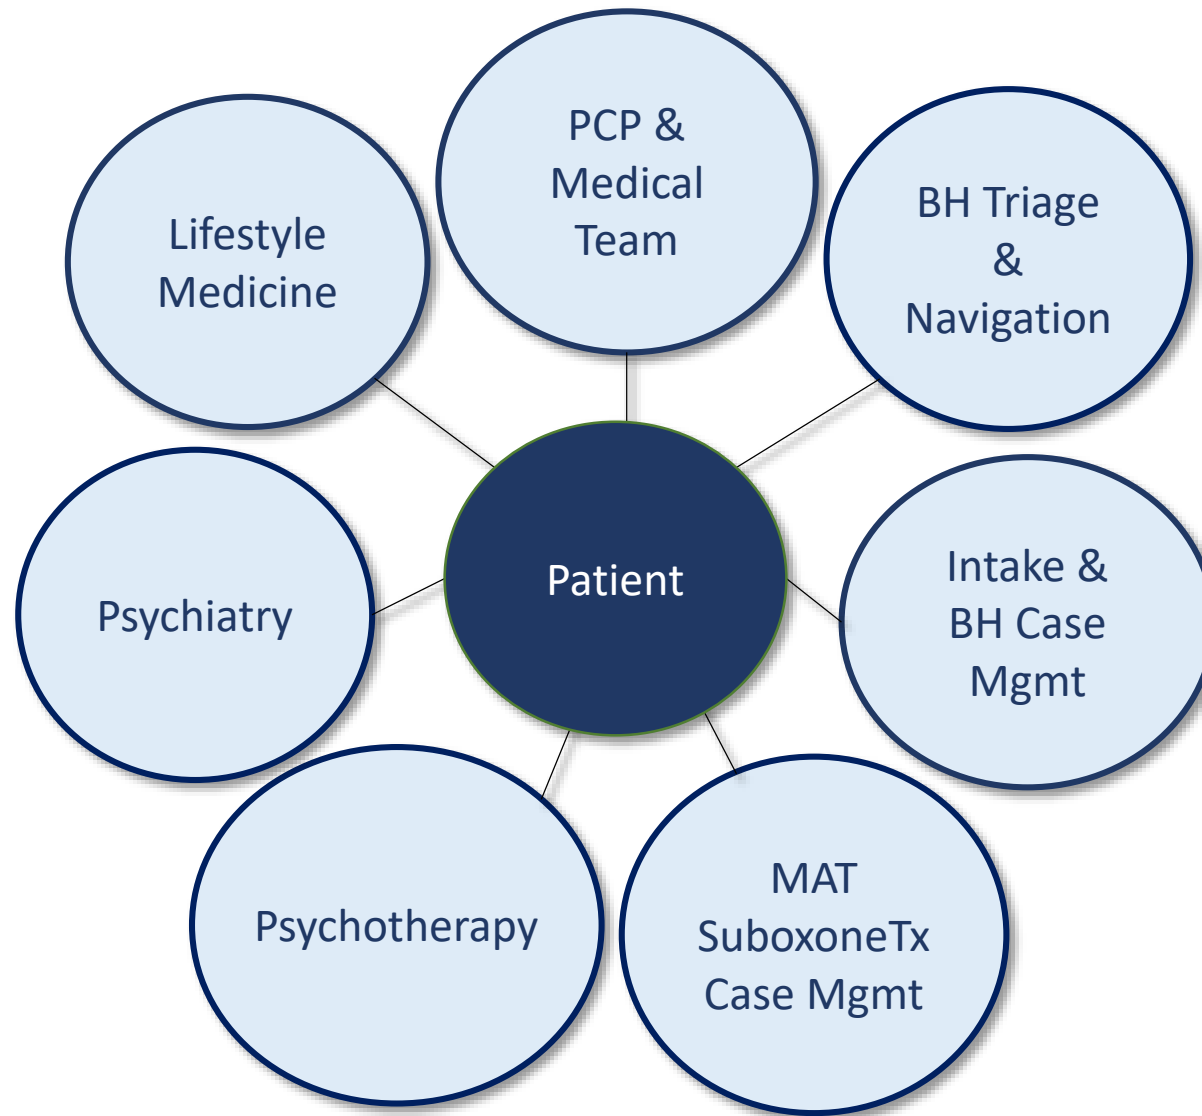 PCP &
Medical
Team
BH Triage
&
Navigation
Intake &
BH Case
Mgmt
MAT
SuboxoneTx
Case Mgmt
Psychotherapy
Psychiatry
Lifestyle
Medicine
Patient